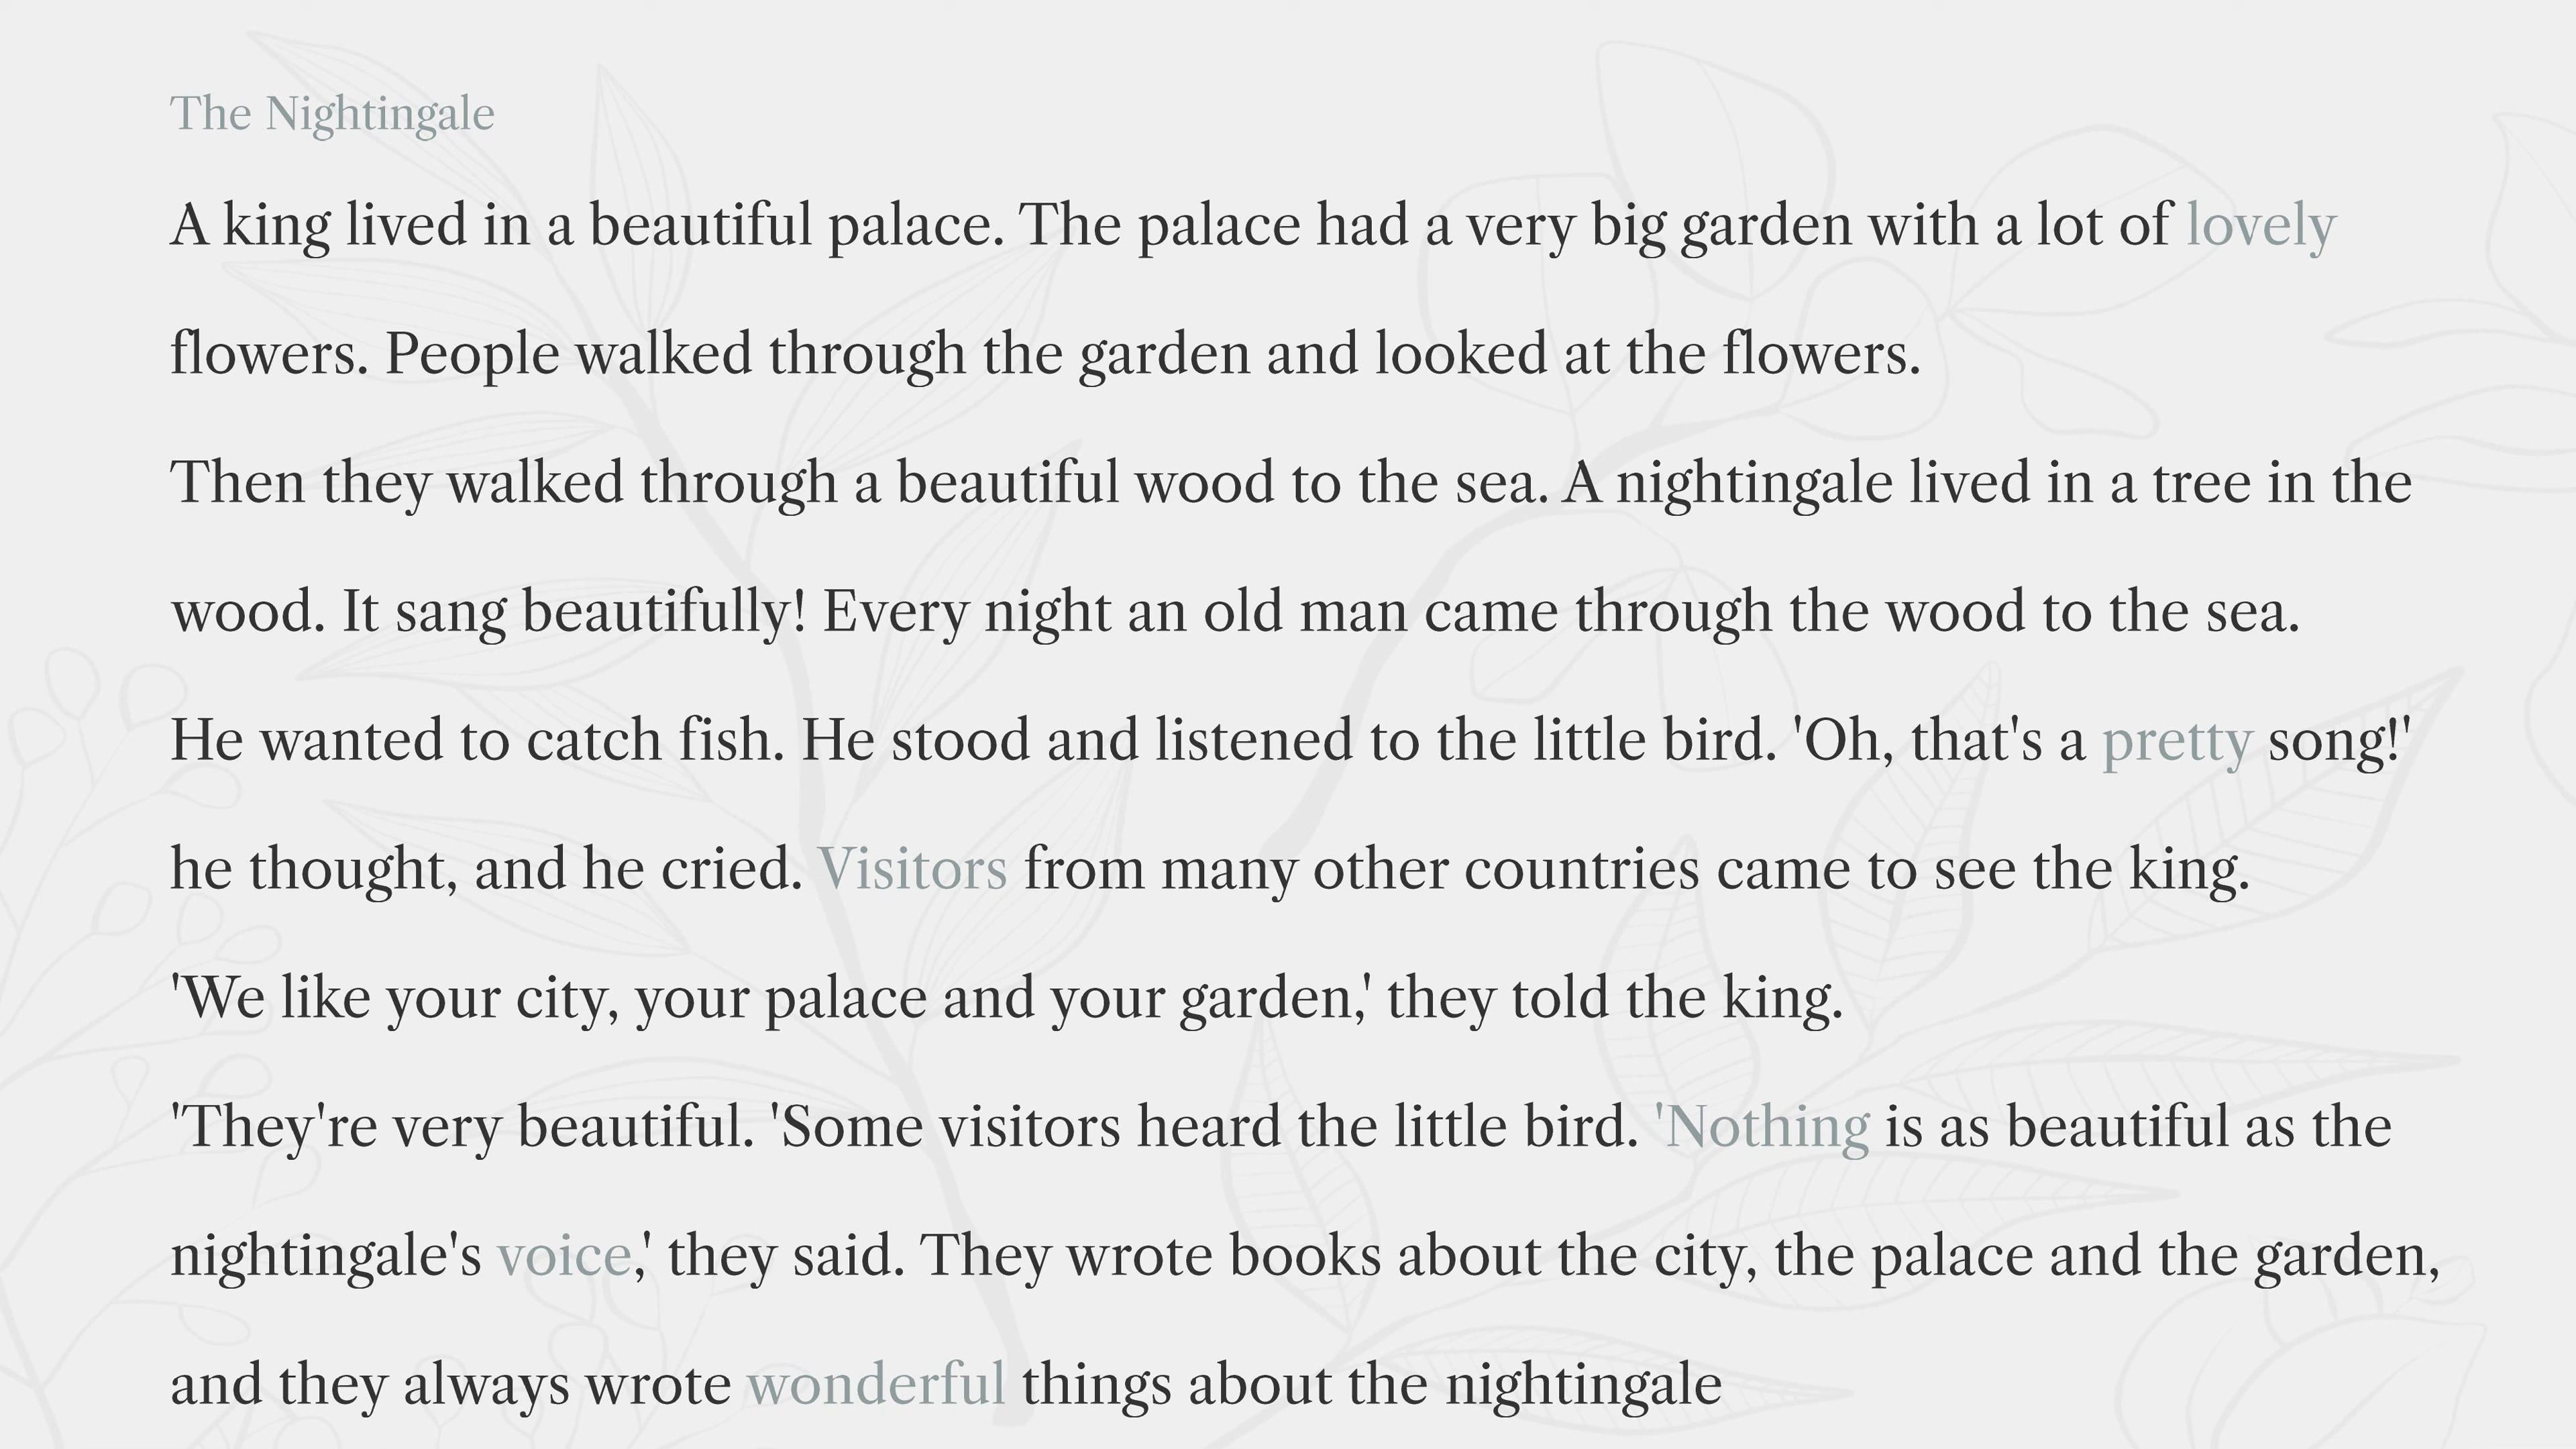 The Nightingale
A king lived in a beautiful palace. The palace had a very big garden with a lot of lovely
flowers. People walked through the garden and looked at the flowers.
Then they walked through a beautiful wood to the sea. A nightingale lived in a tree in the
wood. It sang beautifully! Every night an old man came through the wood to the sea.
He wanted to catch fish. He stood and listened to the little bird. 'Oh, that's a pretty song!'
he thought, and he cried. Visitors from many other countries came to see the king.
'We like your city, your palace and your garden,' they told the king.
'They're very beautiful. 'Some visitors heard the little bird. 'Nothing is as beautiful as the
nightingale's voice,' they said. They wrote books about the city, the palace and the garden,
and they always wrote wonderful things about the nightingale